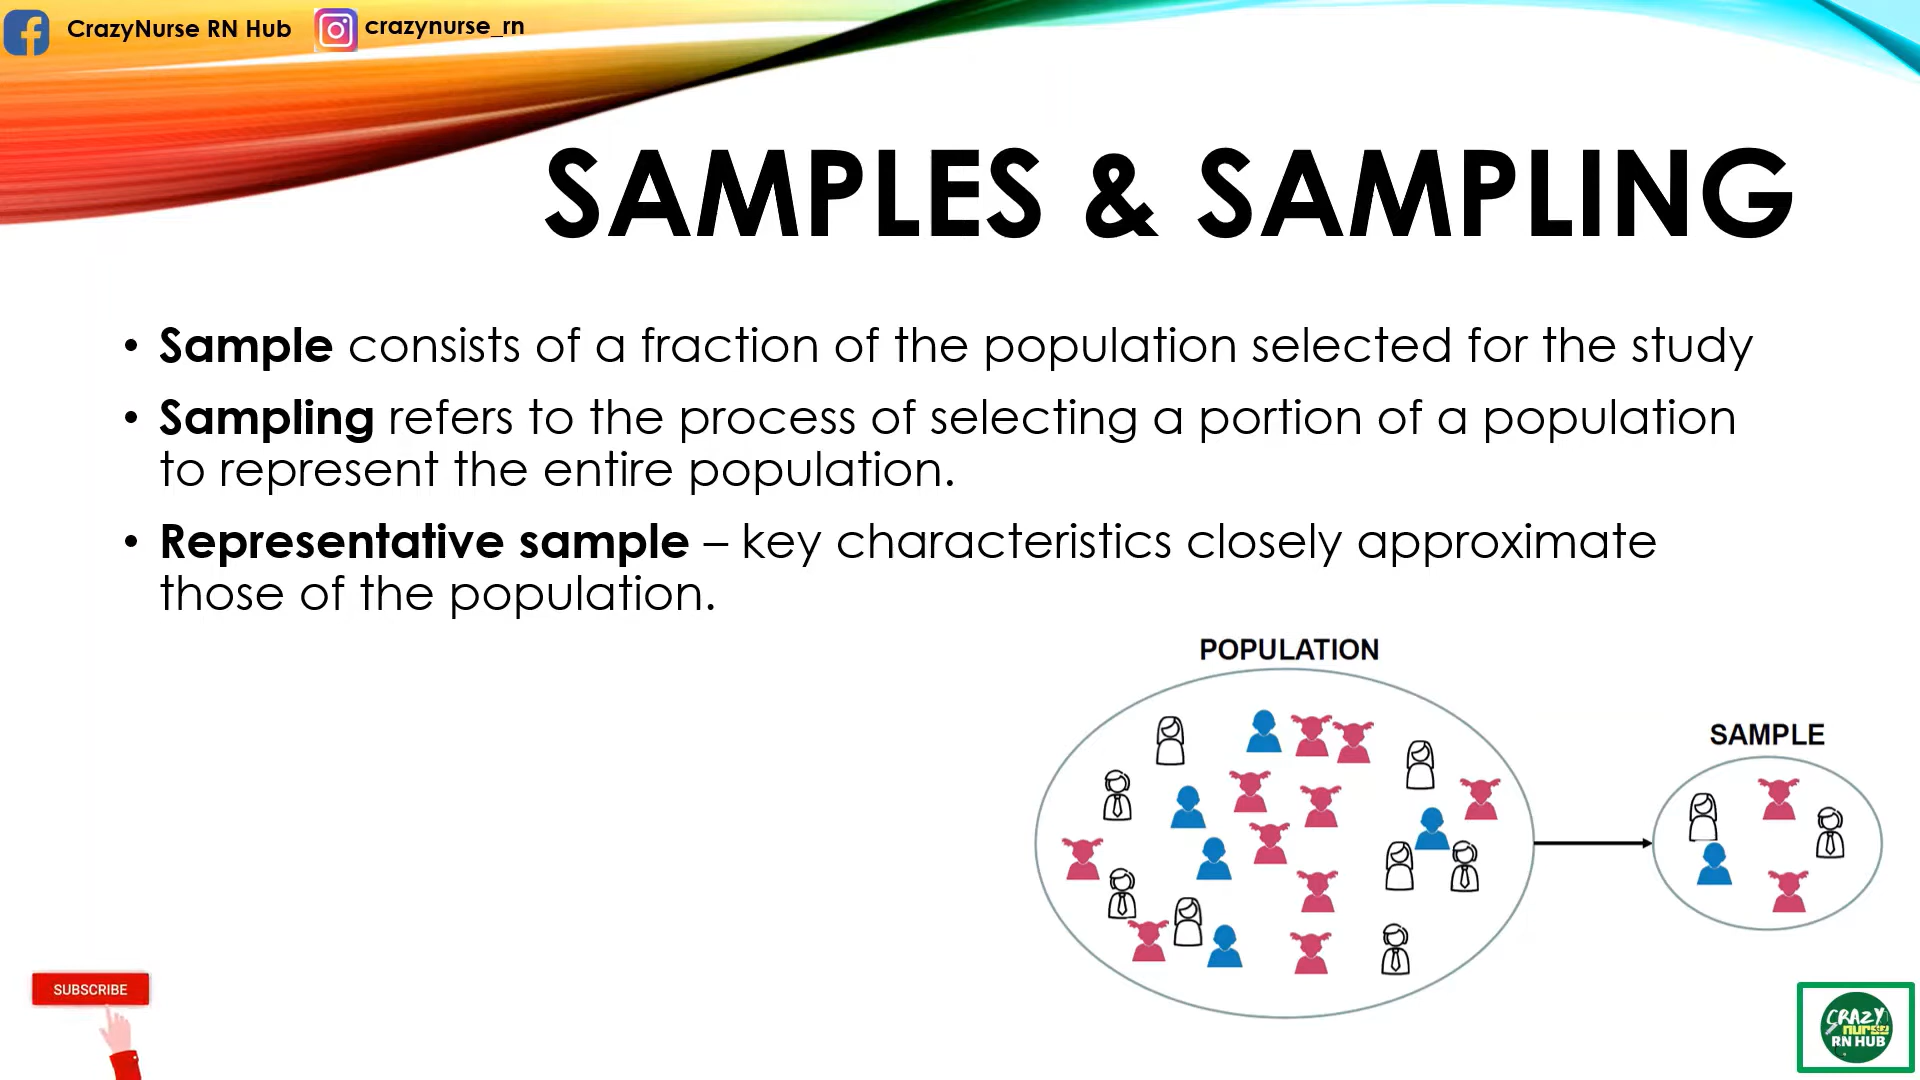 CrazyNurse RN Hub
crazynurse_rn
SAMPLES & SAMPLING
• Sample consists of a fraction of the population selected for the study
• Sampling refers to the process of selecting a portion of a population
to represent the entire population.
• Representative sample – key characteristics closely approximate
those of the population.
POPULATION
SAMPLE
SUBSCRIBE
CRAZY
nurse
RN HUB